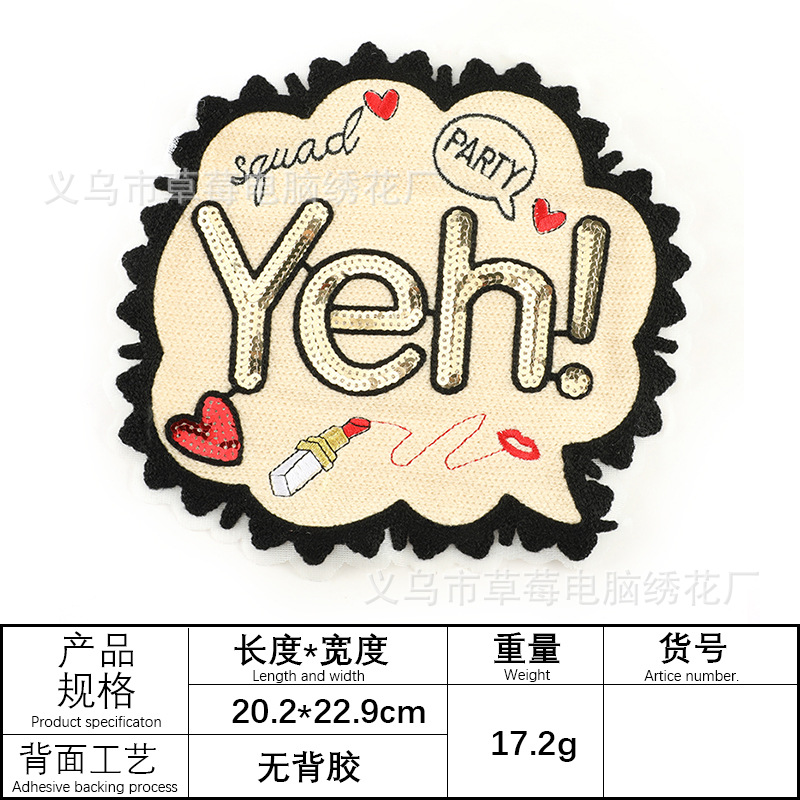 squad
PARTY
义乌市草莓电脑绣花厂
Yeh!
义乌市草莓电脑绣花厂
产品
规格
Product specificaton
长度*宽度
Length and width
重量
Weight
货号
Artice number.
20.2*22.9cm
17.2g
背面工艺
Adhesive backing process
无背胶